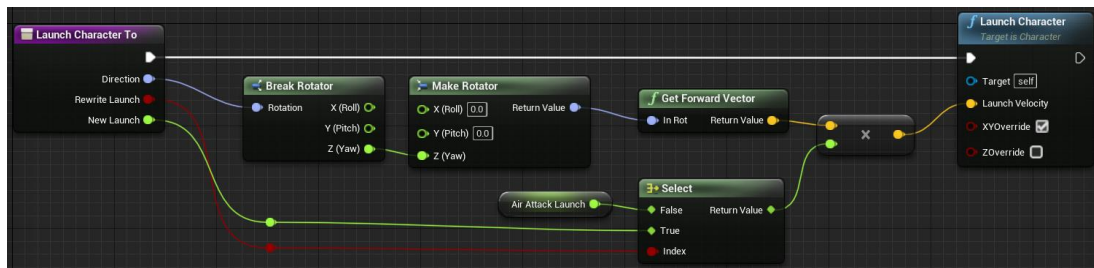 Launch Character To
Direction
Rewrite Launch
New Launch
Break Rotator
Rotation
X (Roll)
Y (Pitch)
Z (Yaw)
Make Rotator
X (Roll) 0.0
Return Value
Y (Pitch) 0.0
Z (Yaw)
f Get Forward Vector
In Rot
Return Value
X
Air Attack Launch
Select
False
Return Value
True
Index
f Launch Character
Target is Character
Target self
Launch Velocity
XYOverride
ZOverride